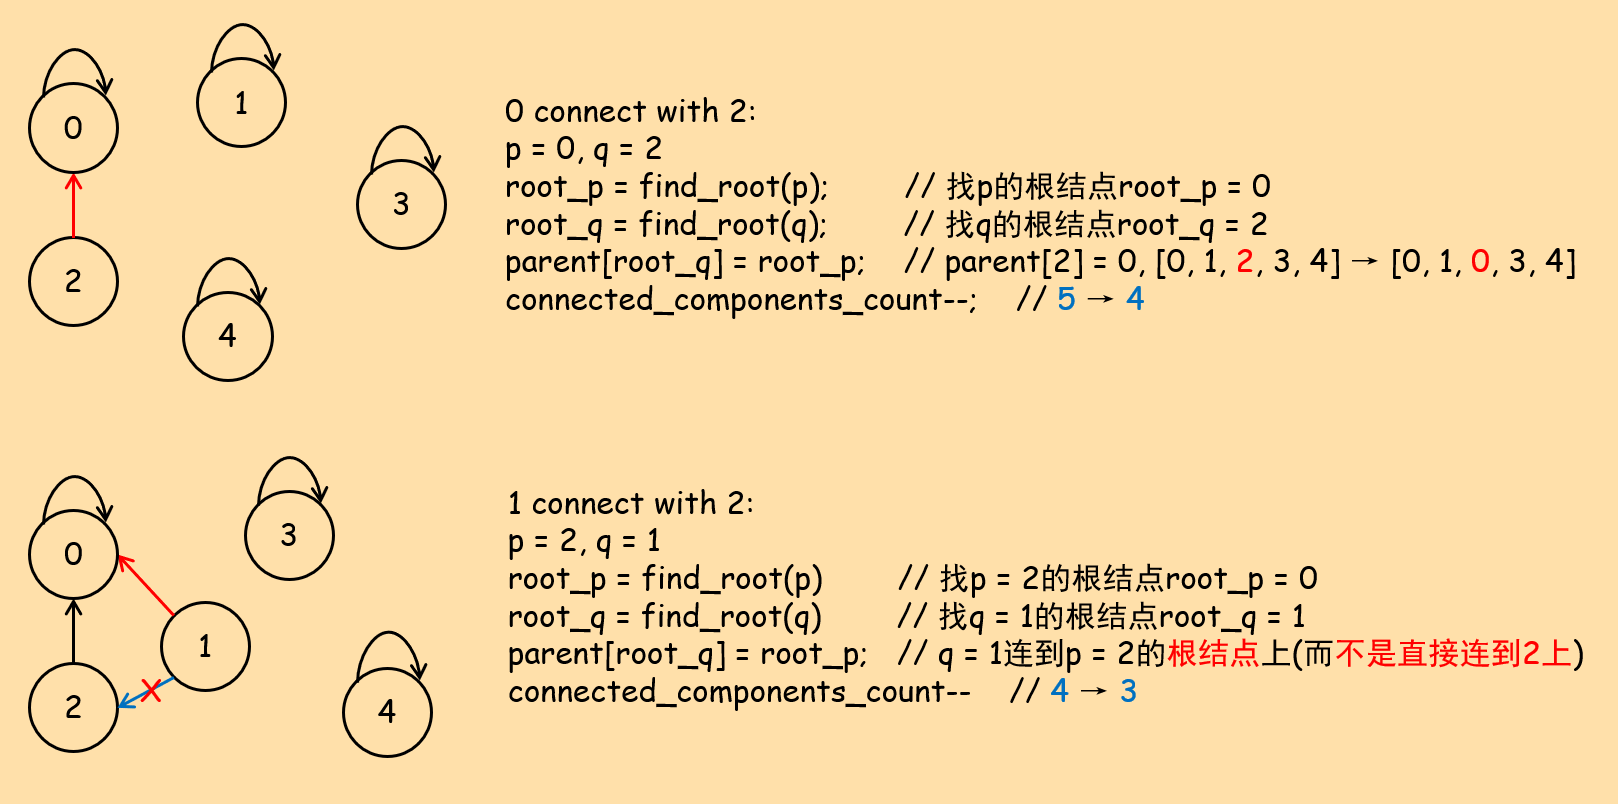 0
1
2
3
4
0 connect with 2:
p = 0, q = 2
root_p = find_root(p); // 找p的根结点root_p = 0
root_q = find_root(q); // 找q的根结点root_q = 2
parent[root_q] = root_p; // parent[2] = 0, [0, 1, 2, 3, 4] → [0, 1, 0, 3, 4]
connected_components_count--; // 5 → 4
0
3
1
2
4
1 connect with 2:
p = 2, q = 1
root_p = find_root(p) // 找p = 2的根结点root_p = 0
root_q = find_root(q) // 找q = 1的根结点root_q = 1
parent[root_q] = root_p; // q = 1连到p = 2的根结点上(而不是直接连到2上)
connected_components_count-- // 4 → 3